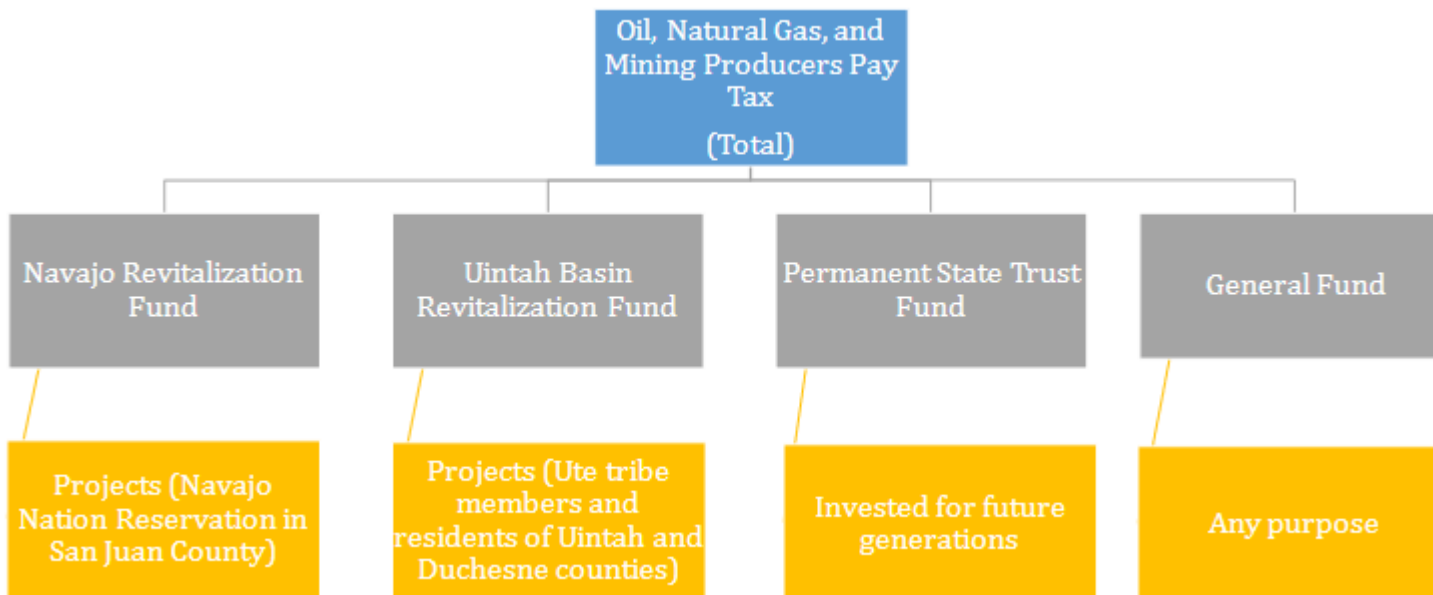 Oil, Natural Gas, and
Mining Producers Pay
Tax
(Total)
Navajo Revitalization
Fund
Uintah Basin
Revitalization Fund
Permanent State Trust
Fund
General Fund
Projects (Navajo
Nation Reservation in
San Juan County)
Projects (Ute tribe
members and
residents of Uintah and
Duchesne counties)
Invested for future
generations
Any purpose